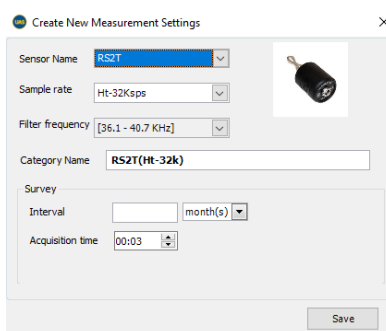 UAS Create New Measurement Settings
Sensor Name RS2T
Sample rate Ht-32Ksps
Filter frequency [36.1 - 40.7 KHz]
Category Name RS2T(Ht-32k)
Survey
Interval month(s)
Acquisition time 00:03
Save